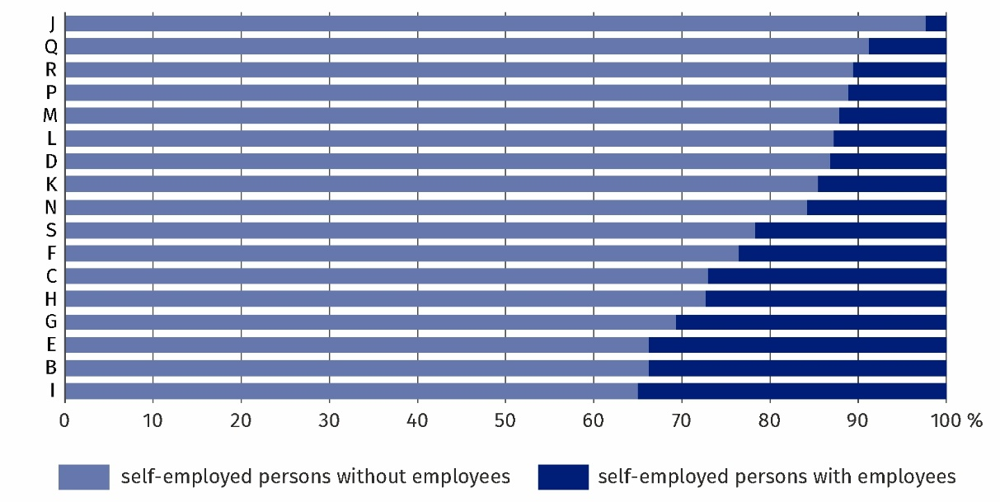 J
Q
R
P
M
L
D
K
N
S
F
C
H
G
E
B
I
0 10 20 30 40 50 60 70 80 90 100 %
self-employed persons without employees self-employed persons with employees